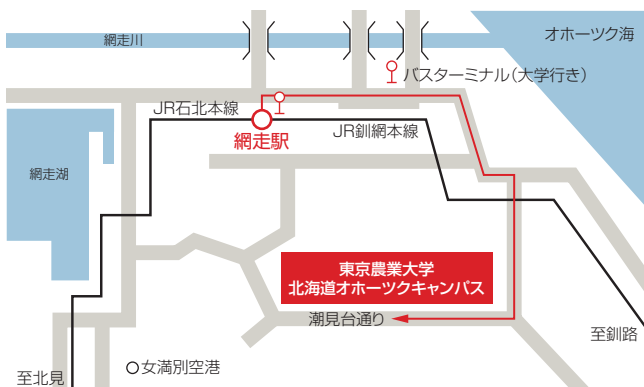 オホーツク海
網走川
バスターミナル（大学行き）
JR石北本線
網走駅
JR釧網本線
網走湖
東京農業大学
北海道オホーツクキャンパス
潮見台通り
至釧路
女満別空港
至北見